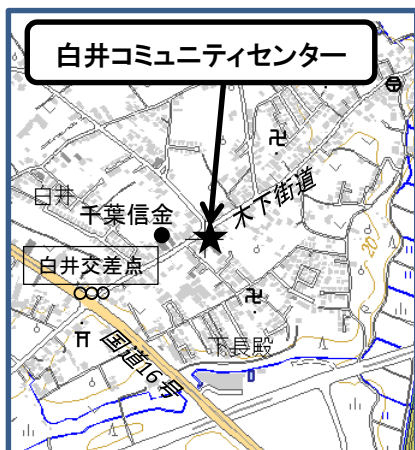 白井コミュニティセンター
木下街道
白井
千葉信金
白井交差点
20
国道16号
下長殿